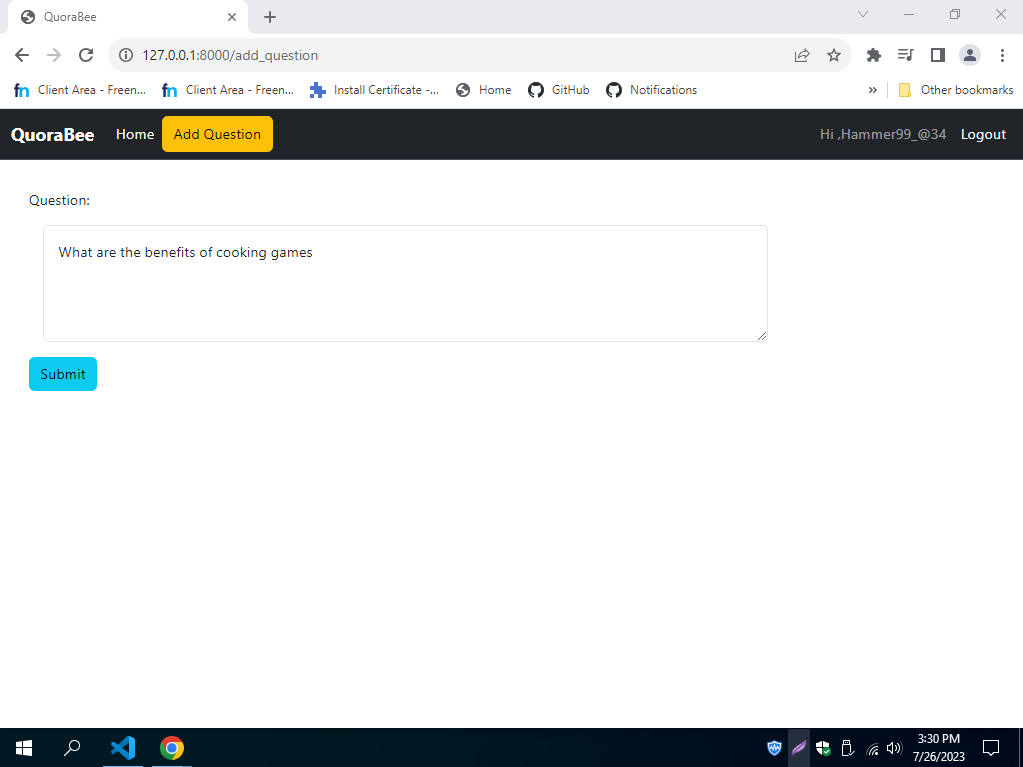 QuoraBee
127.0.0.1:8000/add_question
Client Area - Freen... Client Area - Freen... Install Certificate -... Home GitHub Notifications » Other bookmarks
QuoraBee Home Add Question Hi ,Hammer99_@34 Logout
Question:
What are the benefits of cooking games
Submit
3:30 PM
7/26/2023